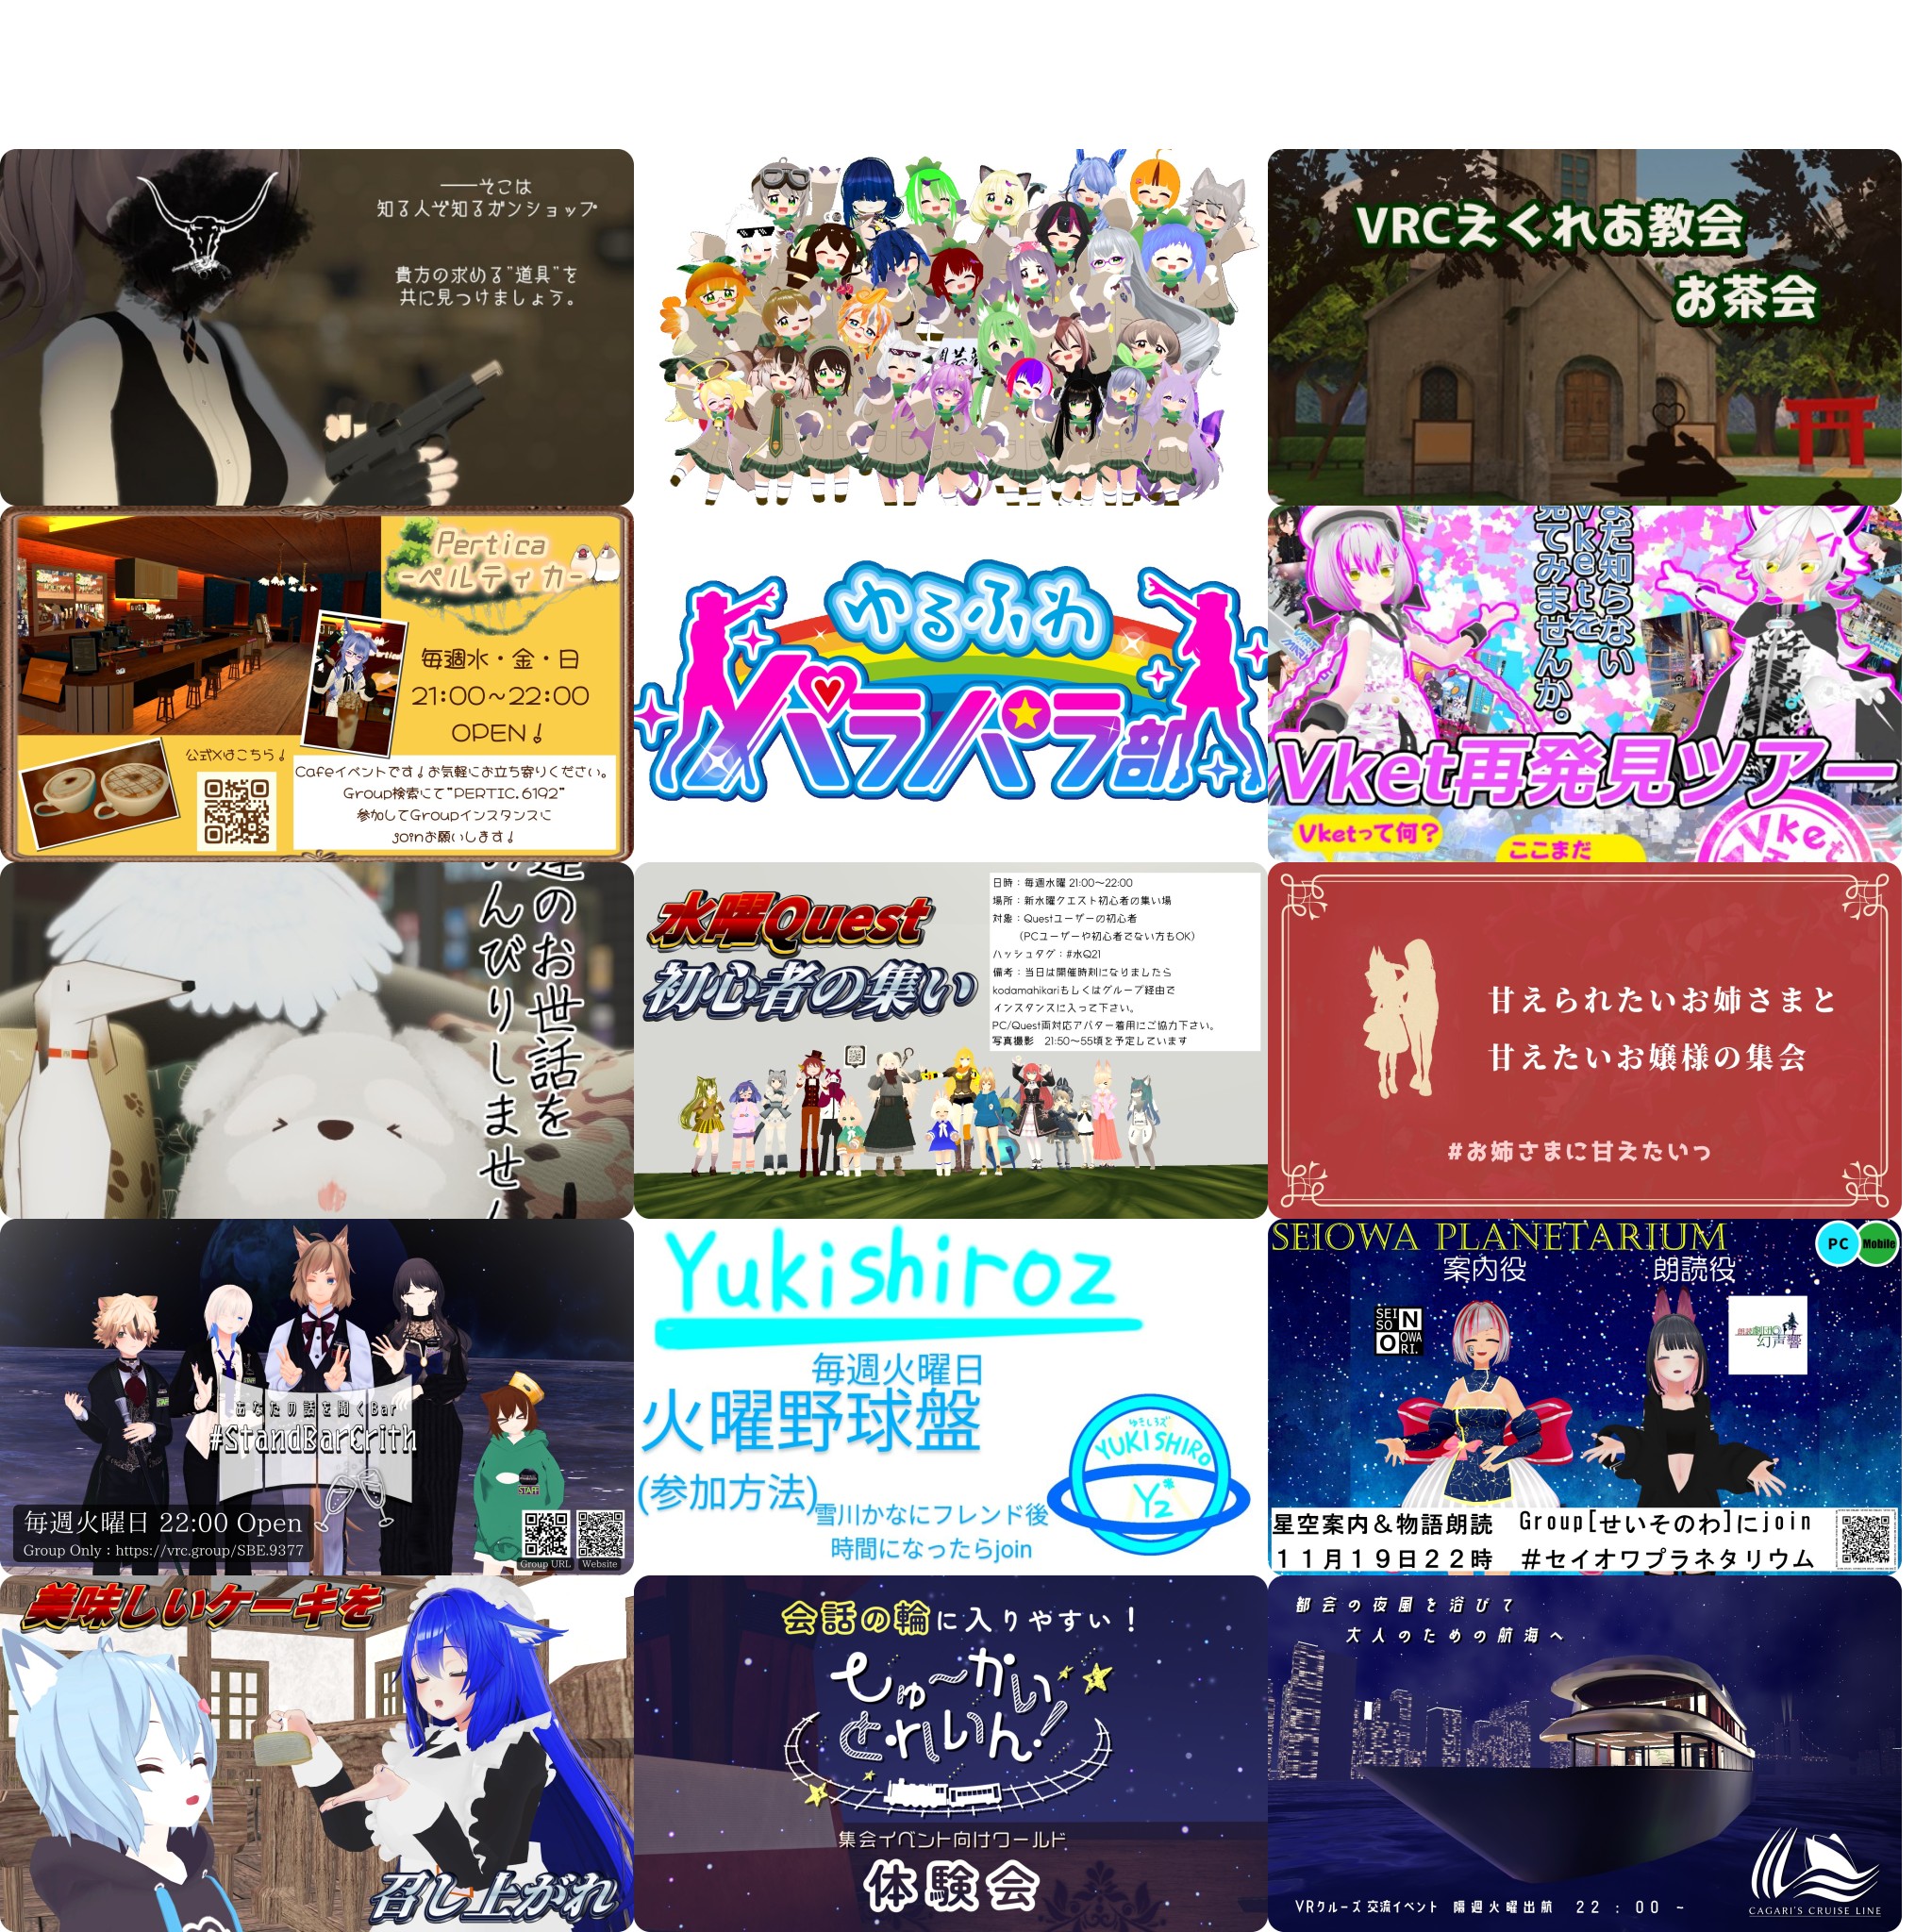 ――そこは
知る人ぞ知るガンショップ
貴方の求める"道具"を
共に見つけましょう。
VRCえくれあ教会
お茶会
Pertica
-ペルティカ-
毎週水・金・日
21:00~22:00
OPEN!
公式Xはこちら!
Cafeイベントです!お気軽にお立ち寄りください。
Group検索にて"PERTIC.6192"
参加してGroupインスタンスに
joinお願いします!
ゆるふわ
パラパラ部
まだ知らない
Vketを
見てみませんか。
Vket再発見ツアー
Vketって何?
ここまだ
Vket
達のお世話を
のんびりしません
水曜Quest
初心者の集い
日時:毎週水曜 21:00~22:00
場所:新水曜クエスト初心者の集い場
対象:Questユーザーの初心者
(PCユーザーや初心者でない方もOK)
ハッシュタグ:#水Q21
備考:当日は開催時刻になりましたら
kodamahikariもしくはグループ経由で
インスタンスに入って下さい。
PC/Quest両対応アバター着用にご協力下さい。
写真撮影 21:50~55頃を予定しています
甘えられたいお姉さまと
甘えたいお嬢様の集会
#お姉さまに甘えたいっ
あなたの話を聞くBar
#StandBarErith
STAFF
毎週火曜日 22:00 Open
Group Only : https://vrc.group/SBE.9377
Group URL
Website
Yukishiroz
毎週火曜日
火曜野球盤
(参加方法)
雪川かなにフレンド後
時間になったらjoin
ゆきしろズ
YUKISHIRO
Yz
SEIOWA PLANETARIUM
PC
Mobile
案内役
朗読役
SEI
SO
N
O
OWA
RI.
朗読劇団
幻声響
星空案内&物語朗読 Group[せいそのわ]にjoin
11月19日22時 #セイオワプラネタリウム
美味しいケーキを
召し上がれ
会話の輪に入りやすい!
ちゅ~かい
とれいん!
集会イベント向けワールド
体験会
都会の夜風を浴びて
大人のための航海へ
VRクルーズ交流イベント 隔週火曜出航 22:00 ~
CAGARI'S CRUISE LINE